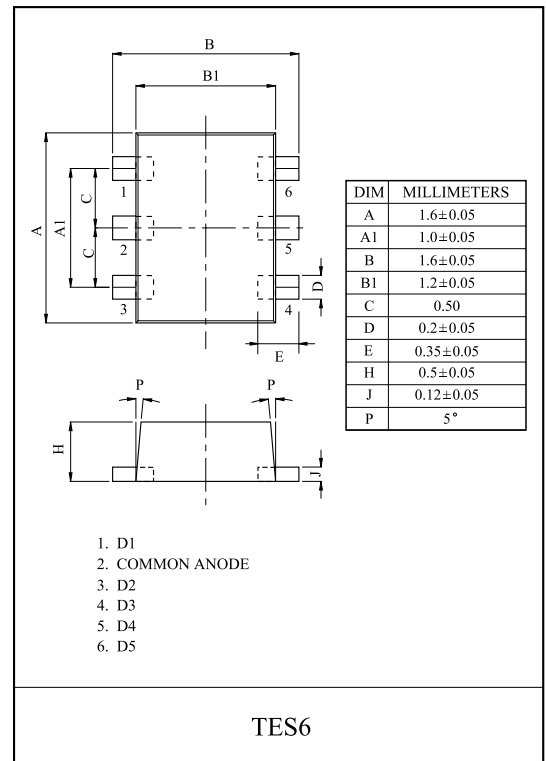 B
B1
A
A1
C
C
1
2
3
6
5
4
D
E
DIM MILLIMETERS
A 1.6±0.05
A1 1.0±0.05
B 1.6±0.05
B1 1.2±0.05
C 0.50
D 0.2±0.05
E 0.35±0.05
H 0.5±0.05
J 0.12±0.05
P 5°
P
P
H
J
1. D1
2. COMMON ANODE
3. D2
4. D3
5. D4
6. D5
TES6